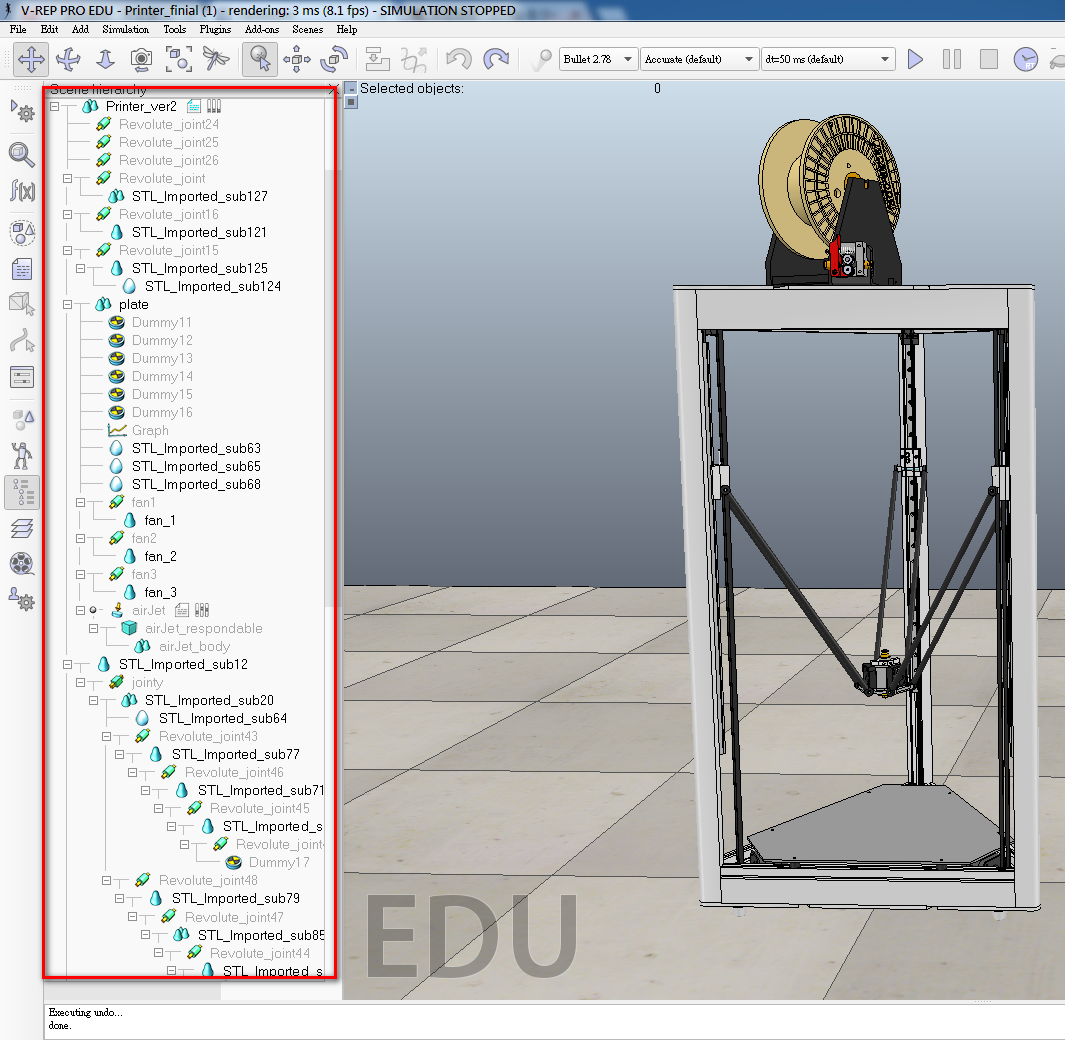 V-REP PRO EDU - Printer_finial (1) - rendering: 3 ms (8.1 fps) - SIMULATION STOPPED
File Edit Add Simulation Tools Plugins Add-ons Scenes Help
Bullet 2.78 Accurate (default) dt=50 ms (default)
RT
Scene hierarchy
Selected objects: 0
f(x)
Printer_ver2
Revolute_joint24
Revolute_joint25
Revolute_joint26
Revolute_joint
STL_Imported_sub127
Revolute_joint16
STL_Imported_sub121
Revolute_joint15
STL_Imported_sub125
STL_Imported_sub124
plate
Dummy11
Dummy12
Dummy13
Dummy14
Dummy15
Dummy16
Graph
STL_Imported_sub63
STL_Imported_sub65
STL_Imported_sub68
fan1
fan_1
fan2
fan_2
fan3
fan_3
airJet
airJet_respondable
airJet_body
STL_Imported_sub12
jointy
STL_Imported_sub20
STL_Imported_sub64
Revolute_joint43
STL_Imported_sub77
Revolute_joint46
STL_Imported_sub71
Revolute_joint45
STL_Imported_s
Revolute_joint
Dummy17
Revolute_joint48
STL_Imported_sub79
Revolute_joint47
STL_Imported_sub85
Revolute_joint44
STL_Imported_s
EDU
Executing undo...
done.